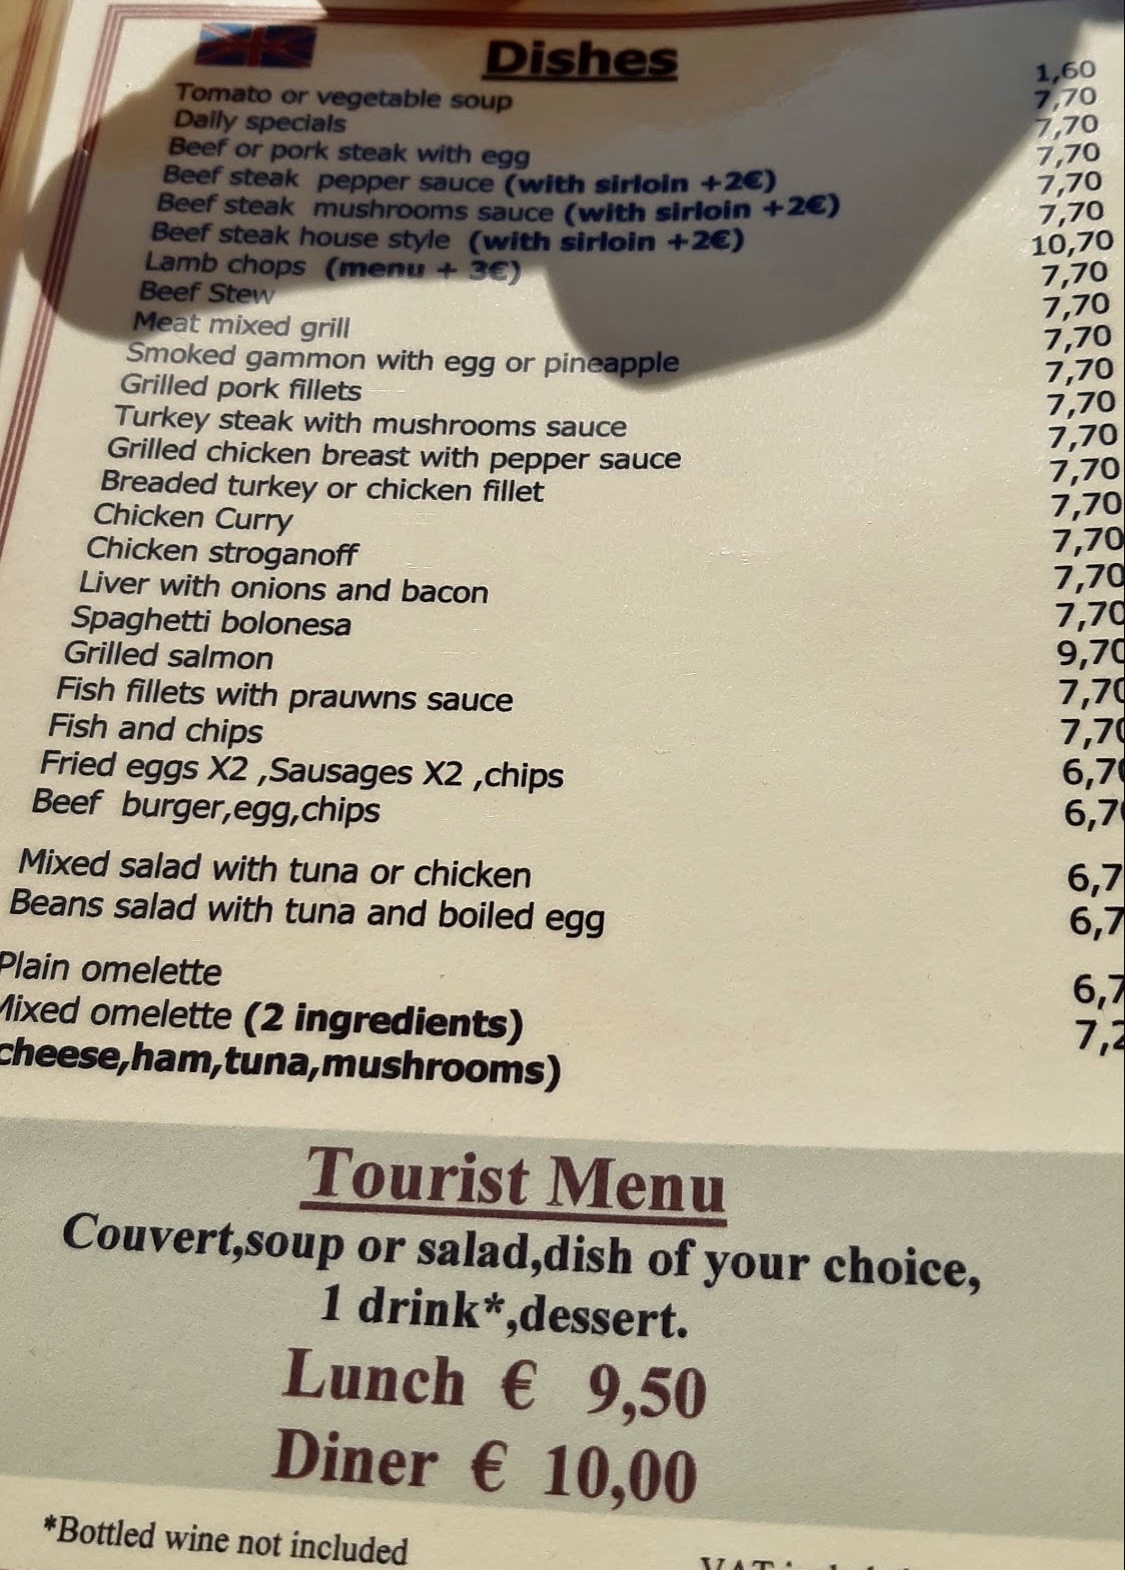 Dishes
Tomato or vegetable soup 1,60
Daily specials 7,70
Beef or pork steak with egg 7,70
Beef steak pepper sauce (with sirloin +2€) 7,70
Beef steak mushrooms sauce (with sirloin +2€) 7,70
Beef steak house style (with sirloin +2€) 7,70
Lamb chops (menu + 3€) 10,70
Beef Stew 7,70
Meat mixed grill 7,70
Smoked gammon with egg or pineapple 7,70
Grilled pork fillets 7,70
Turkey steak with mushrooms sauce 7,70
Grilled chicken breast with pepper sauce 7,70
Breaded turkey or chicken fillet 7,70
Chicken Curry 7,70
Chicken stroganoff 7,70
Liver with onions and bacon 7,70
Spaghetti bolonesa 7,70
Grilled salmon 9,70
Fish fillets with prauwns sauce 7,70
Fish and chips 7,70
Fried eggs X2 ,Sausages X2 ,chips 6,70
Beef burger,egg,chips 6,70
Mixed salad with tuna or chicken 6,7
Beans salad with tuna and boiled egg 6,7
Plain omelette 6,7
Mixed omelette (2 ingredients) 7,2
cheese,ham,tuna,mushrooms)
Tourist Menu
Couvert,soup or salad,dish of your choice,
1 drink*,dessert.
Lunch € 9,50
Diner € 10,00
*Bottled wine not included